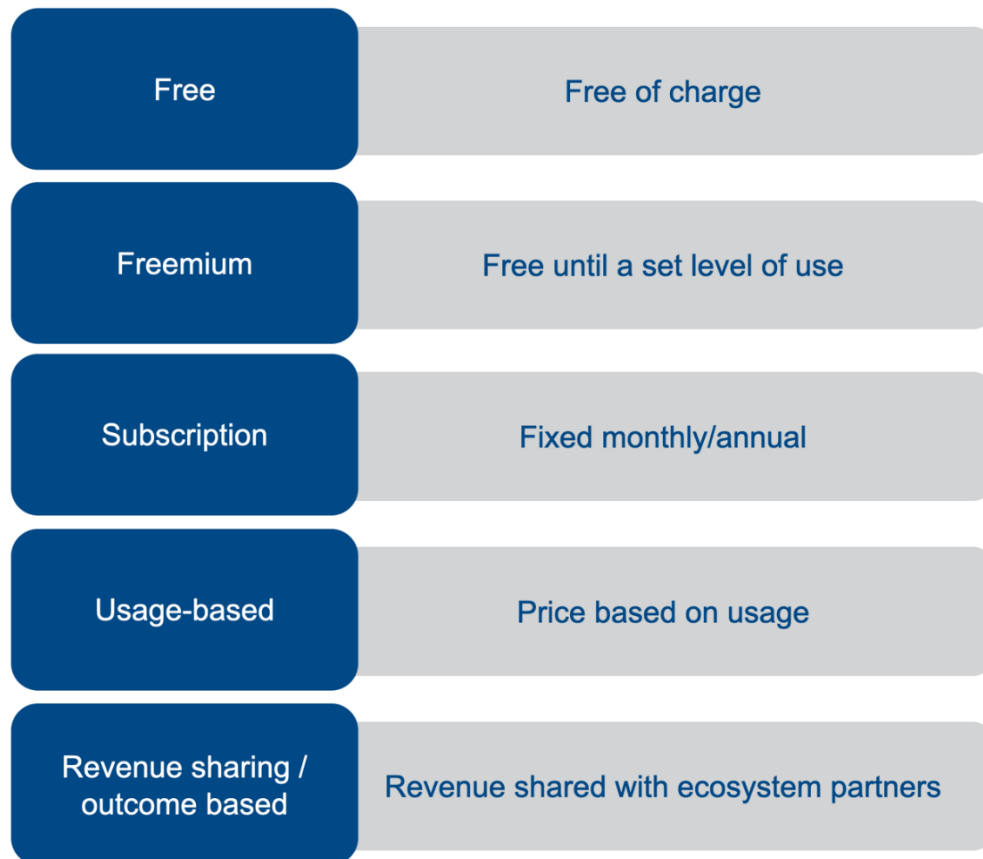 Free
Free of charge
Freemium
Free until a set level of use
Subscription
Fixed monthly/annual
Usage-based
Price based on usage
Revenue sharing /
outcome based
Revenue shared with ecosystem partners